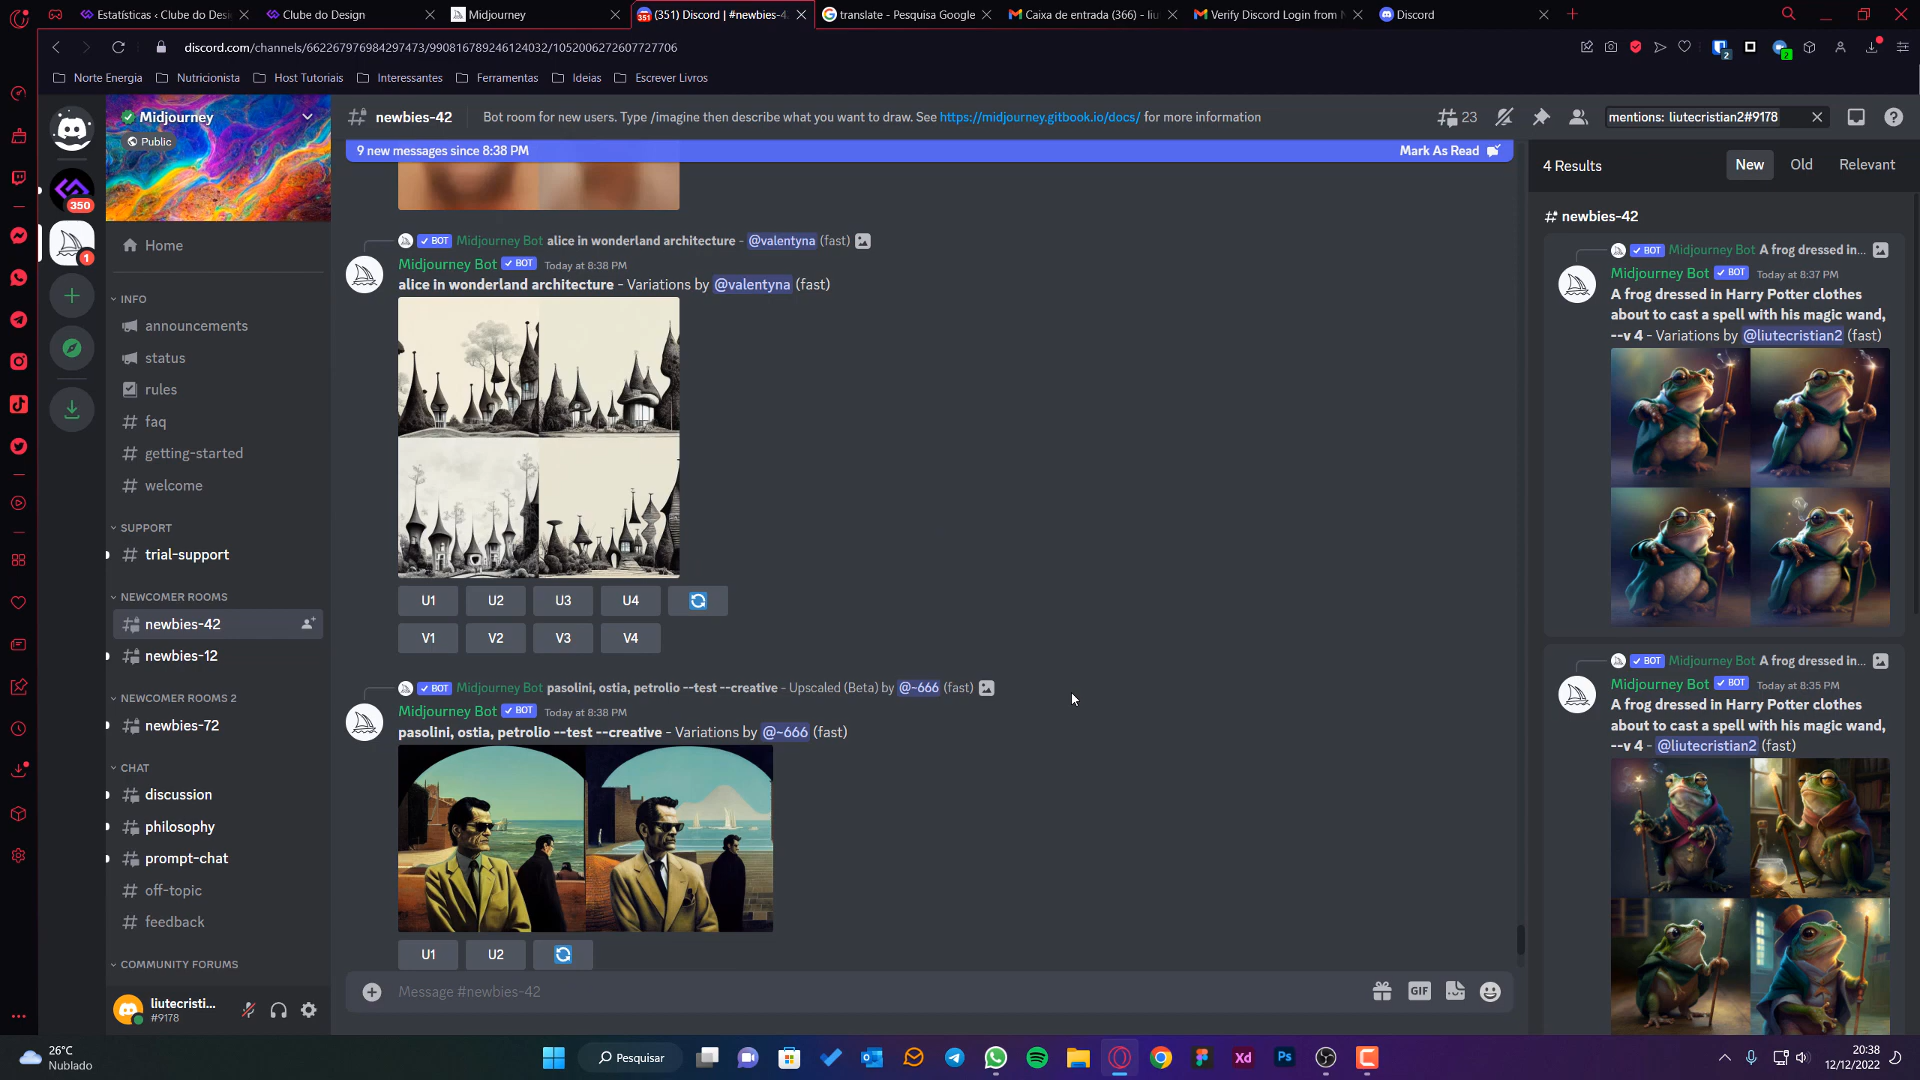 Estatísticas ‹ Clube do Desi
Clube do Design
Midjourney
(351) Discord | #newbies-4
translate - Pesquisa Google
Caixa de entrada (366) - liu
Verify Discord Login from N
Discord
discord.com/channels/662267976984297473/990816789246124032/1052006272607727706
2
2
Norte Energia
Nutricionista
Host Tutoriais
Interessantes
Ferramentas
Ideias
Escrever Livros
Midjourney
Public
350
1
Home
INFO
announcements
status
rules
faq
getting-started
welcome
SUPPORT
trial-support
NEWCOMER ROOMS
newbies-42
newbies-12
NEWCOMER ROOMS 2
newbies-72
CHAT
discussion
philosophy
prompt-chat
off-topic
feedback
COMMUNITY FORUMS
liutecristi...
#9178
newbies-42
Bot room for new users. Type /imagine then describe what you want to draw. See https://midjourney.gitbook.io/docs/ for more information
23
mentions: liutecristian2#9178
9 new messages since 8:38 PM
Mark As Read
BOT Midjourney Bot alice in wonderland architecture - @valentyna (fast)
Midjourney Bot BOT Today at 8:38 PM
alice in wonderland architecture - Variations by @valentyna (fast)
U1 U2 U3 U4
V1 V2 V3 V4
BOT Midjourney Bot pasolini, ostia, petrolio --test --creative - Upscaled (Beta) by @~666 (fast)
Midjourney Bot BOT Today at 8:38 PM
pasolini, ostia, petrolio --test --creative - Variations by @~666 (fast)
U1 U2
Message #newbies-42
GIF
4 Results
New
Old
Relevant
newbies-42
BOT Midjourney Bot A frog dressed in...
Midjourney Bot BOT Today at 8:37 PM
A frog dressed in Harry Potter clothes
about to cast a spell with his magic wand,
--v 4 - Variations by @liutecristian2 (fast)
BOT Midjourney Bot A frog dressed in...
Midjourney Bot BOT Today at 8:35 PM
A frog dressed in Harry Potter clothes
about to cast a spell with his magic wand,
--v 4 - @liutecristian2 (fast)
26°C
Nublado
Pesquisar
Xd
Ps
20:38
12/12/2022